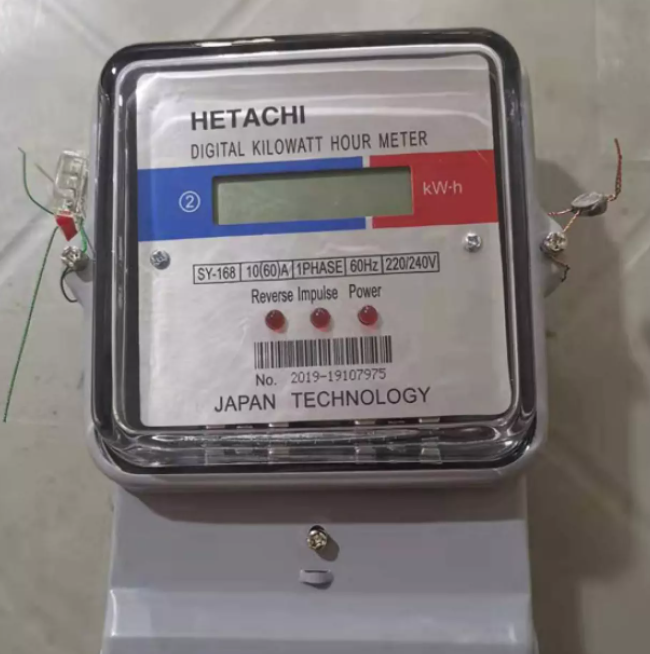 HETACHI
DIGITAL KILOWATT HOUR METER
② kW-h
SY-168 10(60)A 1PHASE 60Hz 220/240V
Reverse Impulse Power
No. 2019-19107975
JAPAN TECHNOLOGY